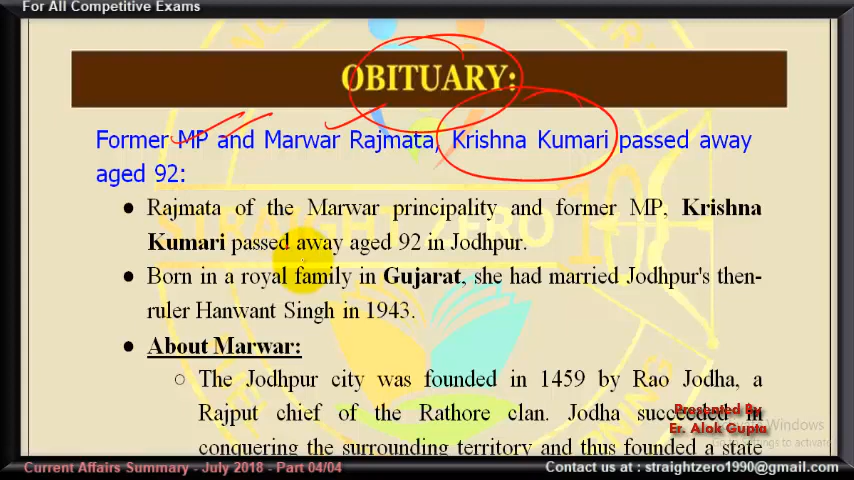 For All Competitive Exams
OBITUARY:
Former MP and Marwar Rajmata, Krishna Kumari passed away
aged 92:
● Rajmata of the Marwar principality and former MP, Krishna
Kumari passed away aged 92 in Jodhpur.
● Born in a royal family in Gujarat, she had married Jodhpur's then-
ruler Hanwant Singh in 1943.
● About Marwar:
○ The Jodhpur city was founded in 1459 by Rao Jodha, a
Rajput chief of the Rathore clan. Jodha succeeded in
conquering the surrounding territory and thus founded a state
STRAIGHT ZERO
Presented By
Er. Alok Gupta
Current Affairs Summary - July 2018 - Part 04/04
Contact us at : straightzero1990@gmail.com